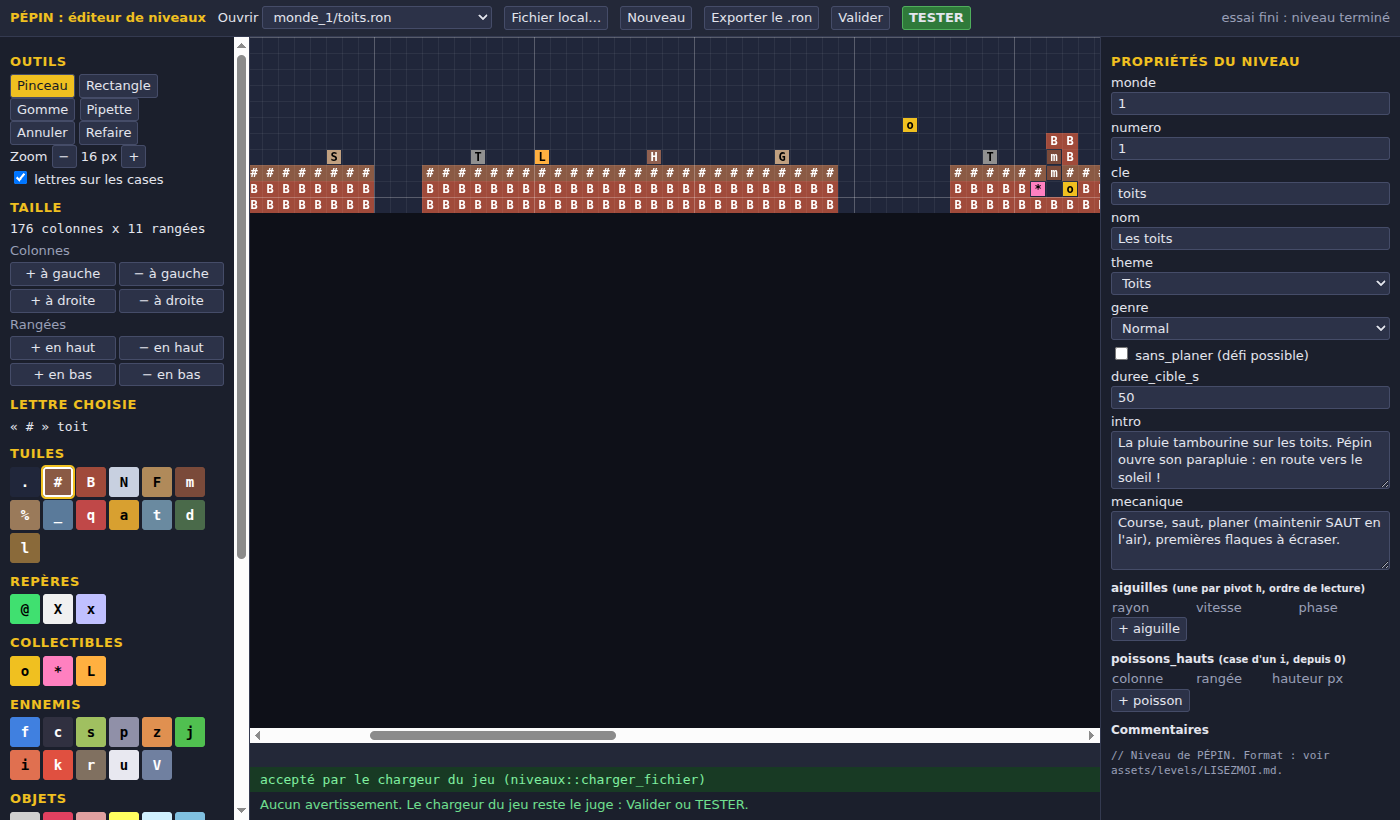 PÉPIN : éditeur de niveaux Ouvrir monde_1/toits.ron Fichier local... Nouveau Exporter le .ron Valider TESTER essai fini : niveau terminé
OUTILS
Pinceau Rectangle
Gomme Pipette
Annuler Refaire
Zoom − 16 px +
lettres sur les cases
TAILLE
176 colonnes x 11 rangées
Colonnes
+ à gauche − à gauche
+ à droite − à droite
Rangées
+ en haut − en haut
+ en bas − en bas
LETTRE CHOISIE
« # » toit
TUILES
. # B N F m
% _ q a t d
l
REPÈRES
@ X x
COLLECTIBLES
o * L
ENNEMIS
f c s p z j
i k r u V
OBJETS
o
B B
S T L H G T m B
# # # # # # # # # # # # # # # # # # # # # # # # # # # # # # # # # # # # # # # # m # # #
B B B B B B B B B B B B B B B B B B B B B B B B B B B B B B B B B B B B B B B B * o B B
B B B B B B B B B B B B B B B B B B B B B B B B B B B B B B B B B B B B B B B B B B B B B B
accepté par le chargeur du jeu (niveaux::charger_fichier)
Aucun avertissement. Le chargeur du jeu reste le juge : Valider ou TESTER.
PROPRIÉTÉS DU NIVEAU
monde
1
numero
1
cle
toits
nom
Les toits
theme
Toits
genre
Normal
sans_planer (défi possible)
duree_cible_s
50
intro
La pluie tambourine sur les toits. Pépin
ouvre son parapluie : en route vers le
soleil !
mecanique
Course, saut, planer (maintenir SAUT en
l'air), premières flaques à écraser.
aiguilles (une par pivot h, ordre de lecture)
rayon vitesse phase
+ aiguille
poissons_hauts (case d'un i, depuis 0)
colonne rangée hauteur px
+ poisson
Commentaires
// Niveau de PÉPIN. Format : voir
assets/levels/LISEZMOI.md.